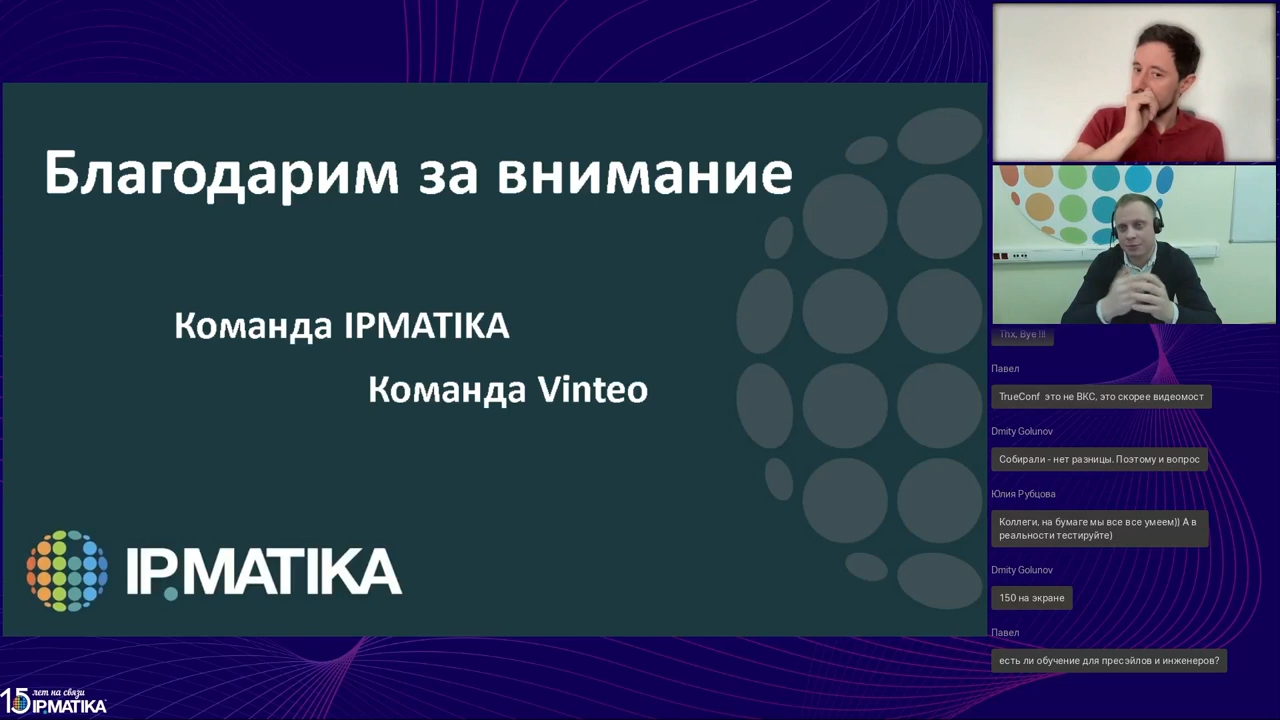 Благодарим за внимание
Команда IPMATIKA
Команда Vinteo
IPMATIKA
15 лет на связи
IPMATIKA
Thx, Bye !!!
Павел
TrueConf это не ВКС, это скорее видеомост
Dmity Golunov
Собирали - нет разницы. Поэтому и вопрос
Юлия Рубцова
Коллеги, на бумаге мы все все умеем)) А в
реальности тестируйте)
Dmity Golunov
150 на экране
Павел
есть ли обучение для пресэйлов и инженеров?